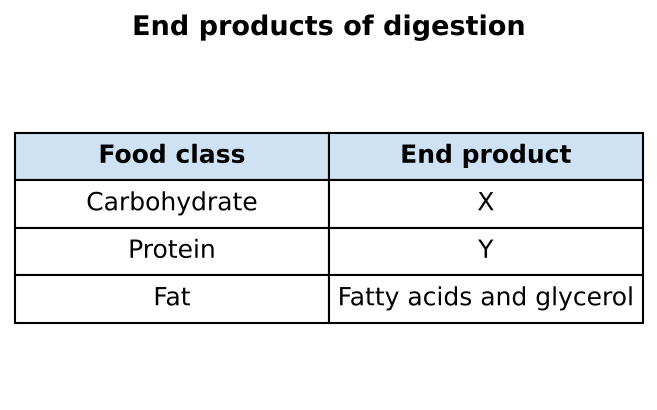 End products of digestion
Food class End product
Carbohydrate X
Protein Y
Fat Fatty acids and glycerol